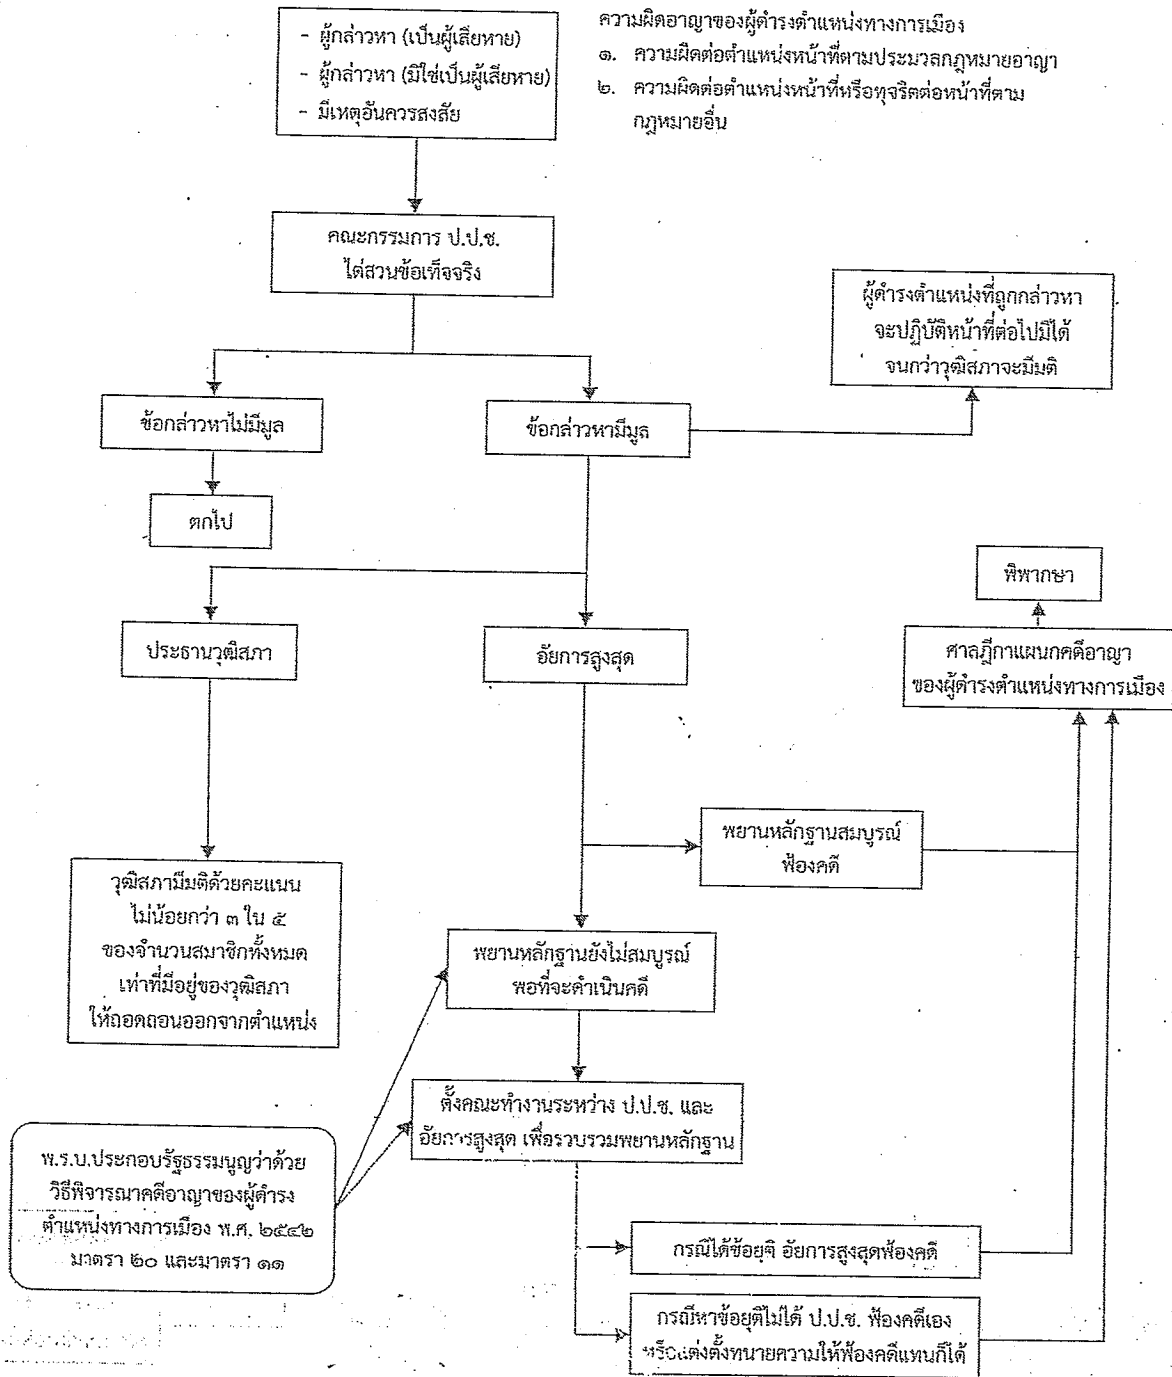 - ผู้กล่าวหา (เป็นผู้เสียหาย)
- ผู้กล่าวหา (มิใช่เป็นผู้เสียหาย)
- มีเหตุอันควรสงสัย
ความผิดอาญาของผู้ดำรงตำแหน่งทางการเมือง
๑. ความผิดต่อตำแหน่งหน้าที่ตามประมวลกฎหมายอาญา
๒. ความผิดต่อตำแหน่งหน้าที่หรือทุจริตต่อหน้าที่ตาม
กฎหมายอื่น
คณะกรรมการ ป.ป.ช.
ไต่สวนข้อเท็จจริง
ผู้ดำรงตำแหน่งที่ถูกกล่าวหา
จะปฏิบัติหน้าที่ต่อไปมิได้
จนกว่าวุฒิสภาจะมีมติ
ข้อกล่าวหาไม่มีมูล
ข้อกล่าวหามีมูล
ตกไป
พิพากษา
ประธานวุฒิสภา
อัยการสูงสุด
ศาลฎีกาแผนกคดีอาญา
ของผู้ดำรงตำแหน่งทางการเมือง
พยานหลักฐานสมบูรณ์
ฟ้องคดี
วุฒิสภามีมติด้วยคะแนน
ไม่น้อยกว่า ๓ ใน ๕
ของจำนวนสมาชิกทั้งหมด
เท่าที่มีอยู่ของวุฒิสภา
ให้ถอดถอนออกจากตำแหน่ง
พยานหลักฐานยังไม่สมบูรณ์
พอที่จะดำเนินคดี
ตั้งคณะทำงานระหว่าง ป.ป.ช. และ
อัยการสูงสุด เพื่อรวบรวมพยานหลักฐาน
พ.ร.บ.ประกอบรัฐธรรมนูญว่าด้วย
วิธีพิจารณาคดีอาญาของผู้ดำรง
ตำแหน่งทางการเมือง พ.ศ. ๒๕๔๒
มาตรา ๒๐ และมาตรา ๑๑
กรณีได้ข้อยุติ อัยการสูงสุดฟ้องคดี
กรณีหาข้อยุติไม่ได้ ป.ป.ช. ฟ้องคดีเอง
หรือแต่งตั้งทนายความให้ฟ้องคดีแทนก็ได้